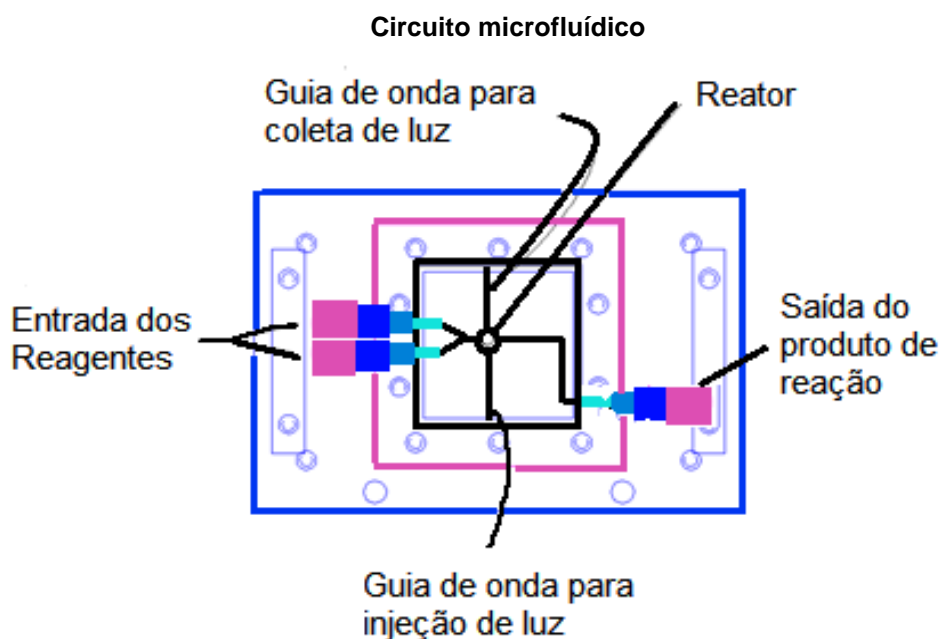 Circuito microfluídico
Guia de onda para
coleta de luz
Reator
Entrada dos
Reagentes
Saída do
produto de
reação
Guia de onda para
injeção de luz